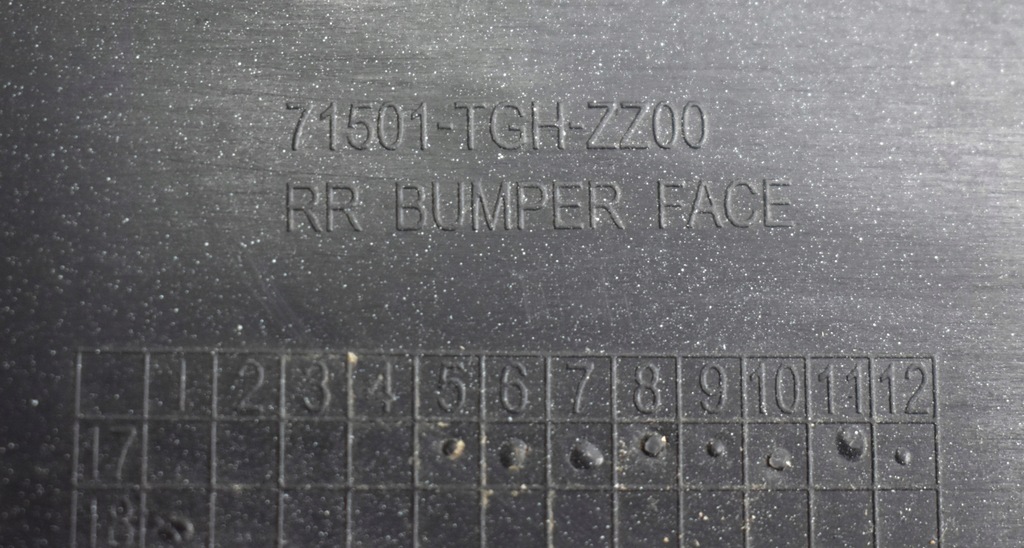 71501-TGH-ZZ00
RR BUMPER FACE
1 2 3 4 5 6 7 8 9 10 11 12
17
18